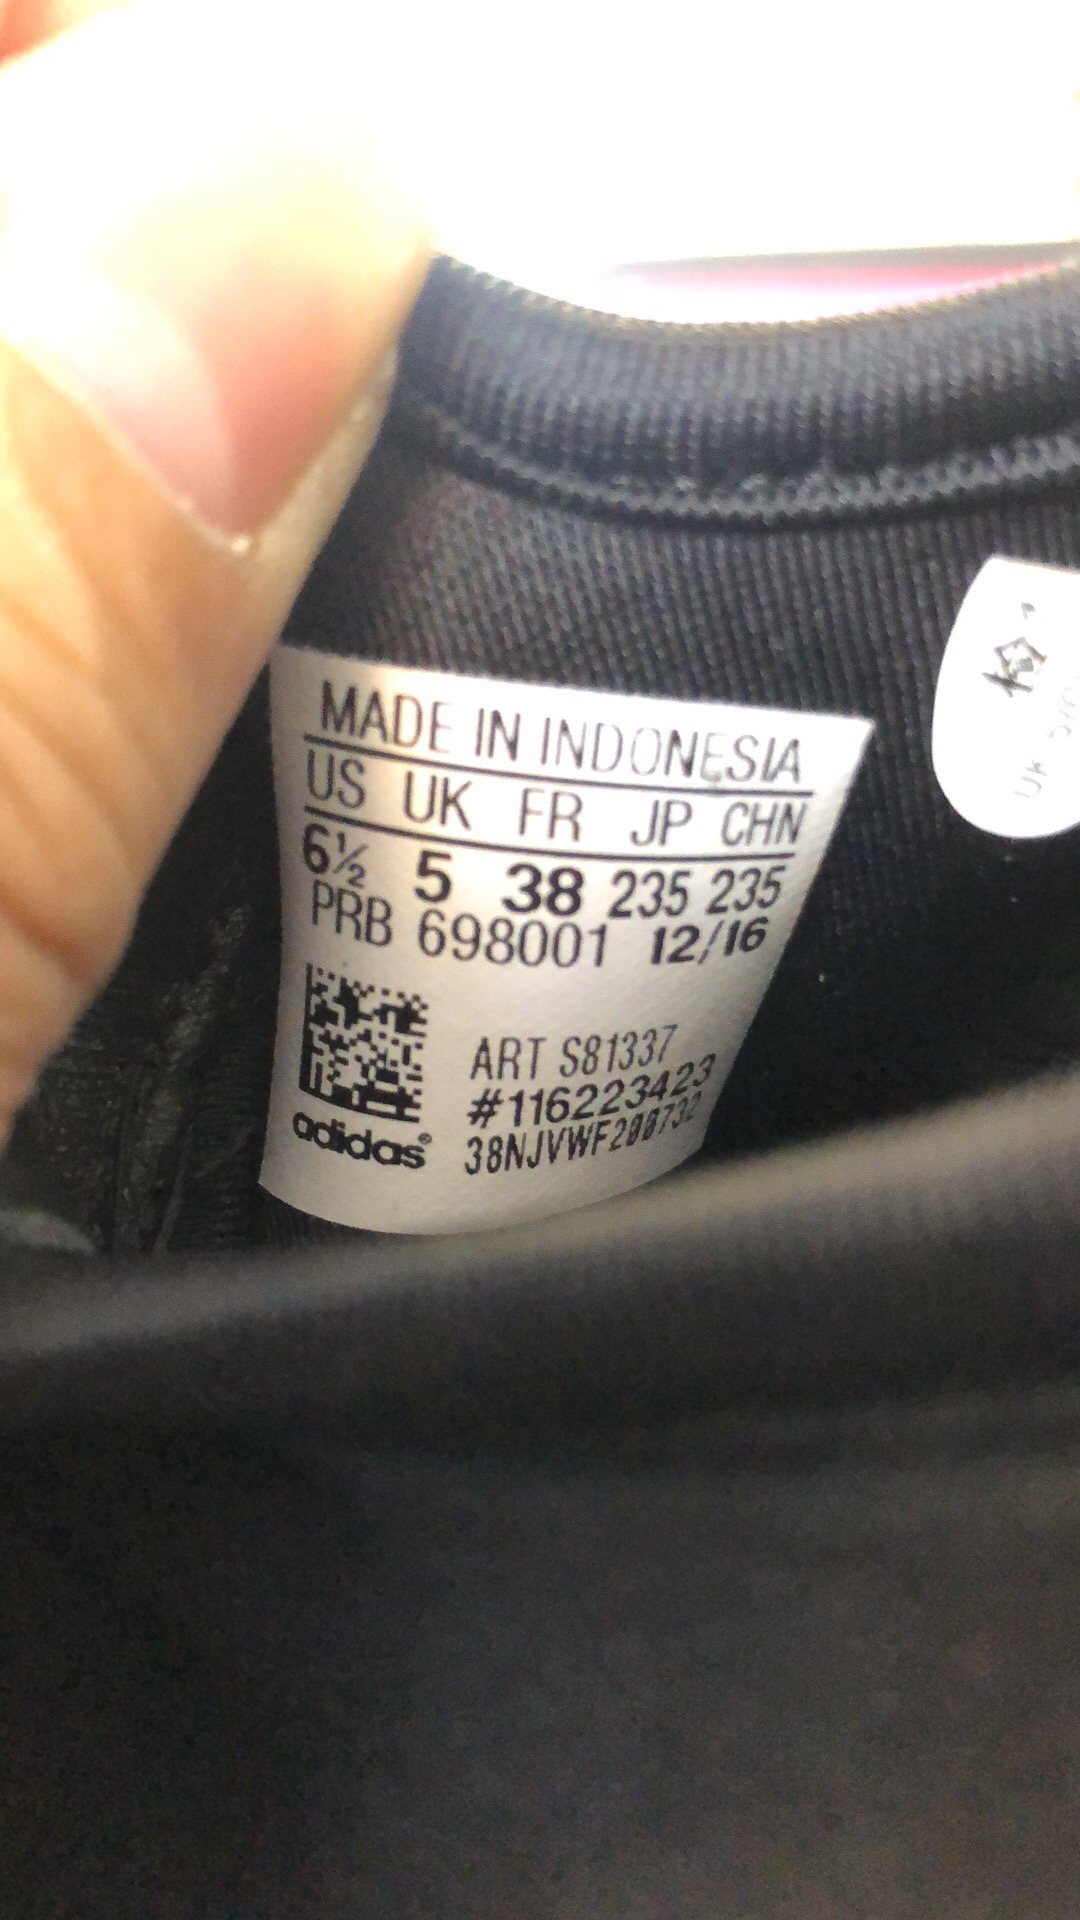 MADE IN INDONESIA
US UK FR JP CHN
6½ 5 38 235 235
PRB 698001 12/16
ART S81337
#116223423
38NJVWF200732
adidas®
UK